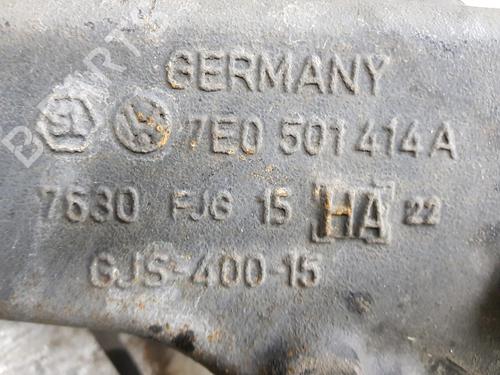 GERMANY
7E0 501 414 A
7630 FJG 15 HA 22
GJS-400-15